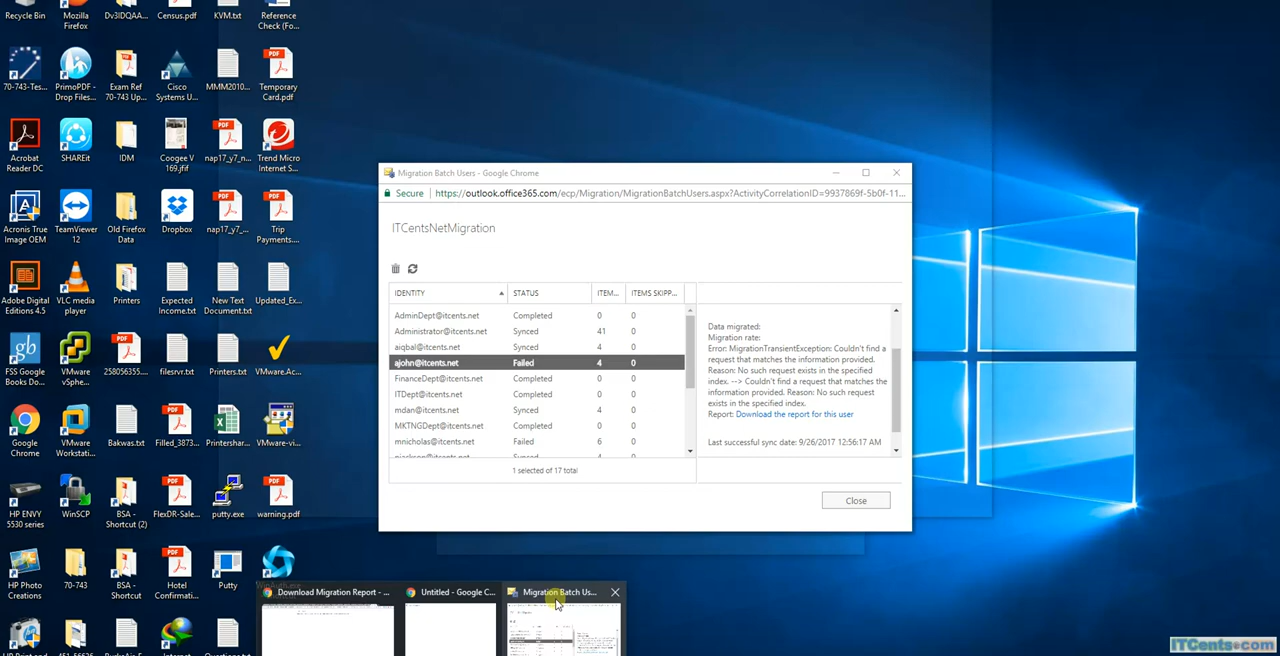 Recycle Bin
Mozilla
Firefox
Dv3IDQAA...
Census.pdf
KVM.txt
Reference
Check (Fo...
70-743-Tes...
PrimoPDF -
Drop Files...
Exam Ref
70-743 Up...
Cisco
Systems U...
MMM2010...
Temporary
Card.pdf
Acrobat
Reader DC
SHAREit
IDM
Coogee V
169.jfif
nap17_y7_n...
Trend Micro
Internet S...
Acronis True
Image OEM
TeamViewer
12
Old Firefox
Data
Dropbox
nap17_y7_...
Trip
Payments....
Adobe Digital
Editions 4.5
VLC media
player
Printers
Expected
Income.txt
New Text
Document.txt
Updated_Ex...
FSS Google
Books Do...
VMware
vSphe...
258056355...
filesrvr.txt
Printers.txt
VMware.Ac...
Google
Chrome
VMware
Workstati...
Bakwas.txt
Filled_3873...
Printershar...
VMware-vi...
HP ENVY
5530 series
WinSCP
BSA -
Shortcut (2)
FlexDR-Sale...
putty.exe
warning.pdf
HP Photo
Creations
70-743
BSA -
Shortcut
Hotel
Confirmati...
Putty
Migration Batch Users - Google Chrome
Secure
https://outlook.office365.com/ecp/Migration/MigrationBatchUsers.aspx?ActivityCorrelationID=9937869f-5b0f-11...
ITCentsNetMigration
IDENTITY STATUS ITEM... ITEMS SKIPP...
AdminDept@itcents.net Completed 0 0
Administrator@itcents.net Synced 41 0
aiqbal@itcents.net Synced 4 0
ajohn@itcents.net Failed 4 0
FinanceDept@itcents.net Completed 0 0
ITDept@itcents.net Completed 0 0
mdan@itcents.net Synced 4 0
MKTNGDept@itcents.net Completed 0 0
mnicholas@itcents.net Failed 6 0
1 selected of 17 total
Data migrated:
Migration rate:
Error: MigrationTransientException: Couldn't find a
request that matches the information provided.
Reason: No such request exists in the specified
index. --> Couldn't find a request that matches the
information provided. Reason: No such request
exists in the specified index.
Report: Download the report for this user
Last successful sync date: 9/26/2017 12:56:17 AM
Close
Download Migration Report - ...
Untitled - Google C...
Migration Batch Us...
ITCents.com